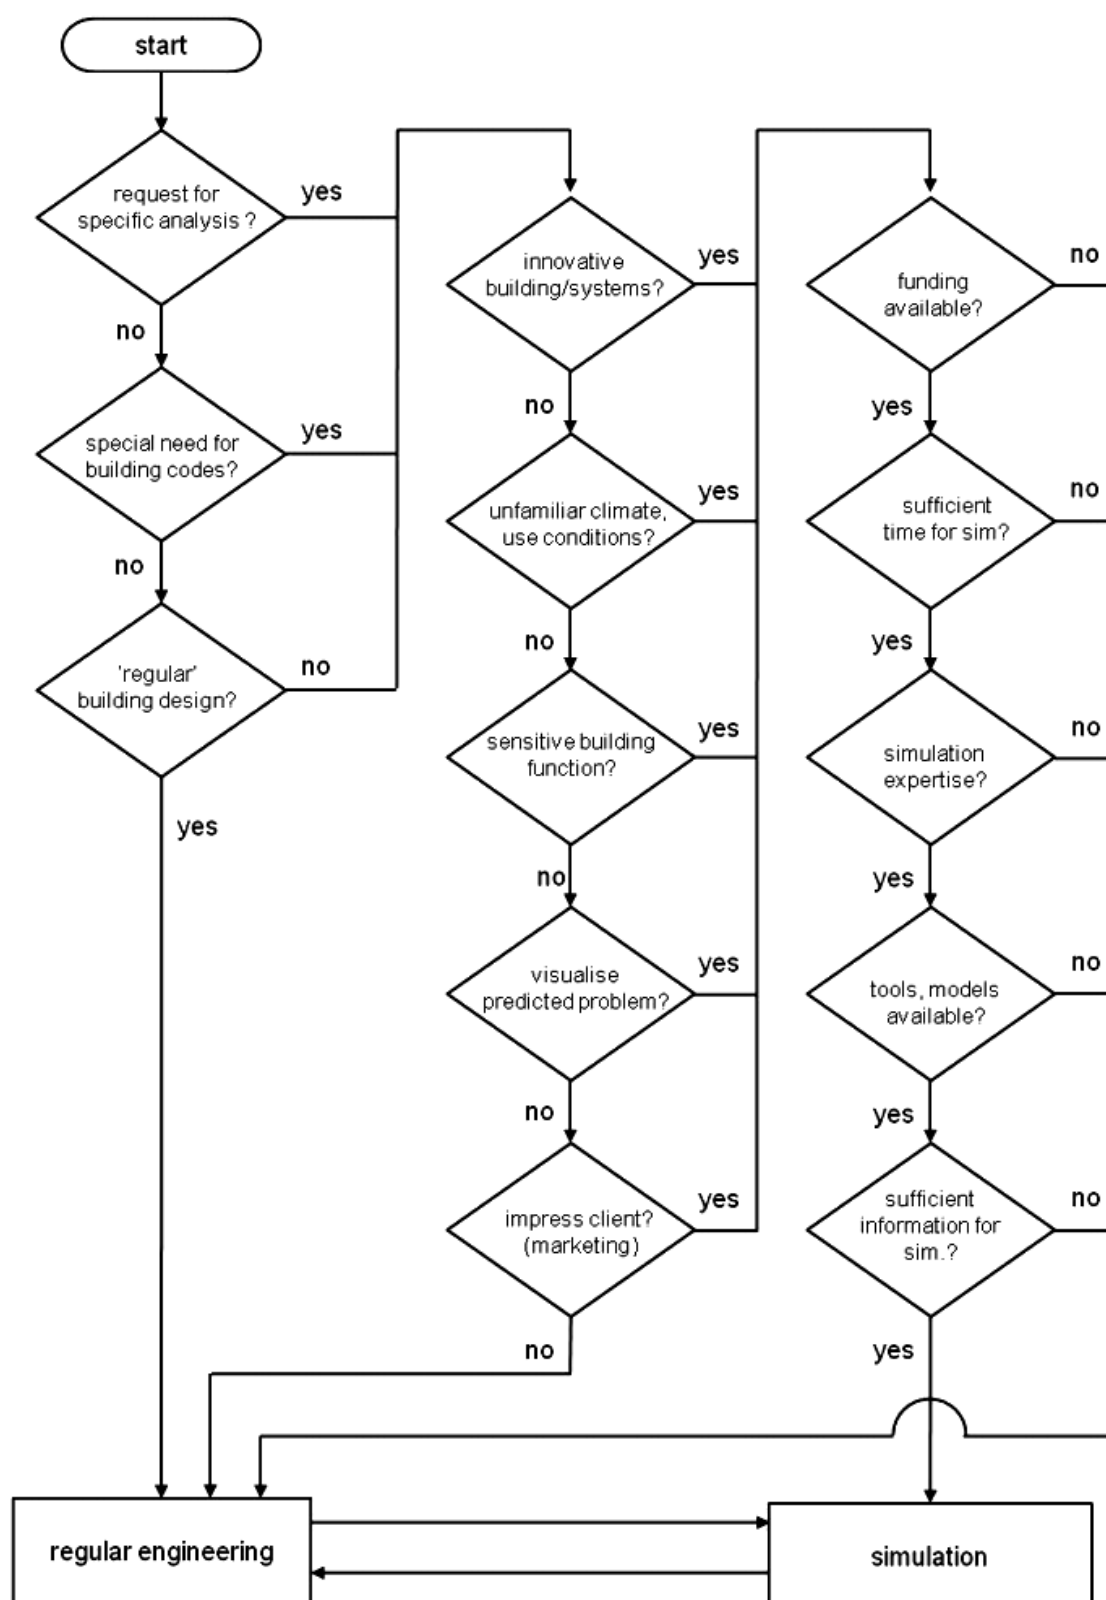 start
request for
specific analysis ?
yes
no
special need for
building codes?
yes
no
'regular'
building design?
no
yes
innovative
building/systems?
yes
no
unfamiliar climate,
use conditions?
yes
no
sensitive building
function?
yes
no
visualise
predicted problem?
yes
no
impress client?
(marketing)
yes
no
funding
available?
no
yes
sufficient
time for sim?
no
yes
simulation
expertise?
no
yes
tools, models
available?
no
yes
sufficient
information for
sim.?
no
yes
regular engineering
simulation